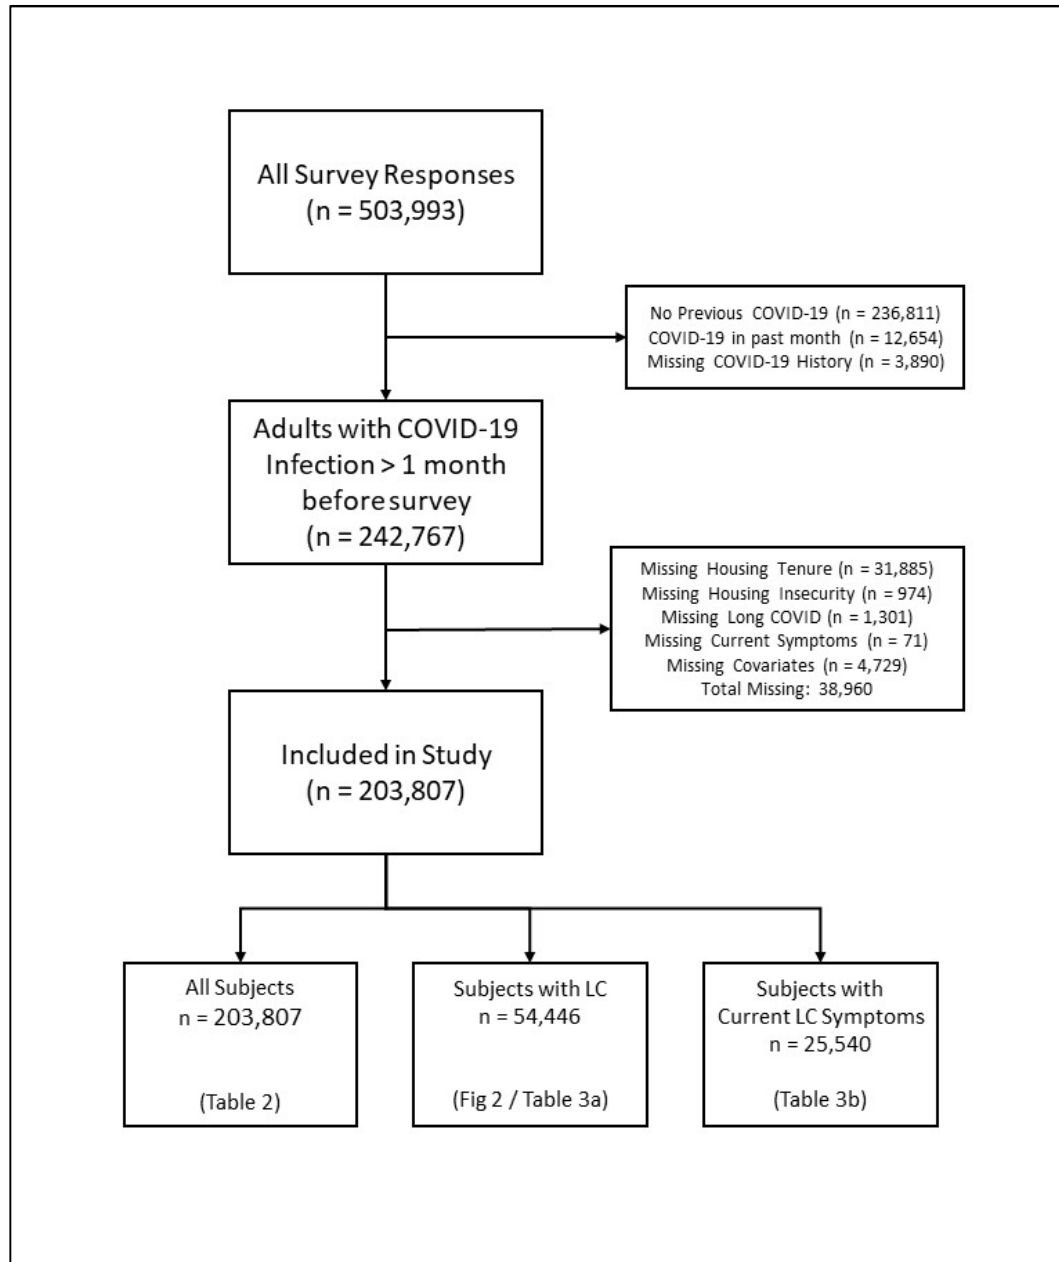 All Survey Responses
(n = 503,993)
No Previous COVID-19 (n = 236,811)
COVID-19 in past month (n = 12,654)
Missing COVID-19 History (n = 3,890)
Adults with COVID-19
Infection > 1 month
before survey
(n = 242,767)
Missing Housing Tenure (n = 31,885)
Missing Housing Insecurity (n = 974)
Missing Long COVID (n = 1,301)
Missing Current Symptoms (n = 71)
Missing Covariates (n = 4,729)
Total Missing: 38,960
Included in Study
(n = 203,807)
All Subjects
n = 203,807
(Table 2)
Subjects with LC
n = 54,446
(Fig 2 / Table 3a)
Subjects with
Current LC Symptoms
n = 25,540
(Table 3b)